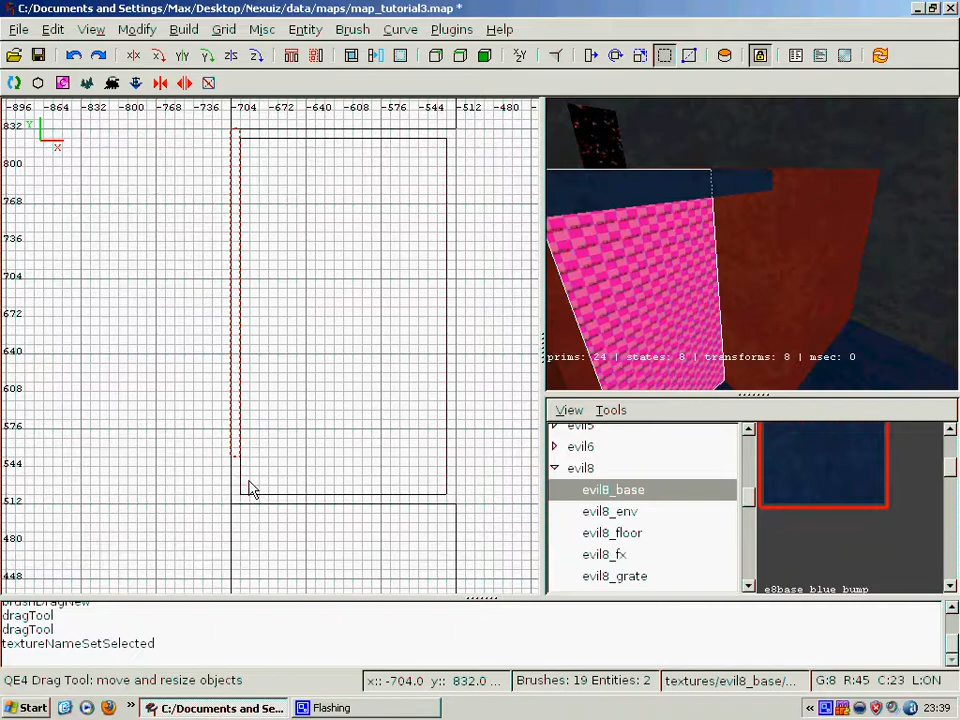 C:/Documents and Settings/Max/Desktop/Nexuiz/data/maps/map_tutorial3.map *
File Edit View Modify Build Grid Misc Entity Brush Curve Plugins Help
-896 -864 -832 -800 -768 -736 -704 -672 -640 -608 -576 -544 -512 -480
832
Y
X
800
768
736
704
672
640
608
576
544
512
480
448
prims: 24 | states: 8 | transforms: 8 | msec: 0
View Tools
evil5
evil6
evil8
evil8_base
evil8_env
evil8_floor
evil8_fx
evil8_grate
e8base blue bump
brushDragNew
dragTool
dragTool
textureNameSetSelected
QE4 Drag Tool: move and resize objects
x:: -704.0 y:: 832.0 ...
Brushes: 19 Entities: 2
textures/evil8_base/...
G:8 R:45 C:23 L:ON
Start
C:/Documents and Se...
Flashing
23:39